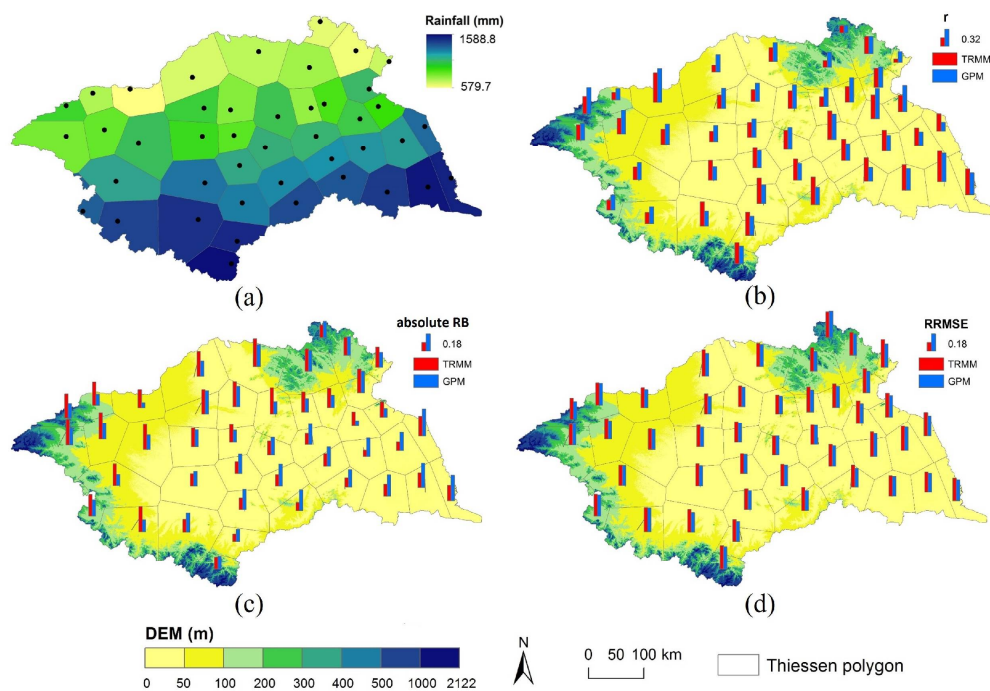 Rainfall (mm)
1588.8
579.7
(a)
r
0.32
TRMM
GPM
(b)
absolute RB
0.18
TRMM
GPM
(c)
RRMSE
0.18
TRMM
GPM
(d)
DEM (m)
0 50 100 200 300 400 500 1000 2122
N
0 50 100 km
Thiessen polygon